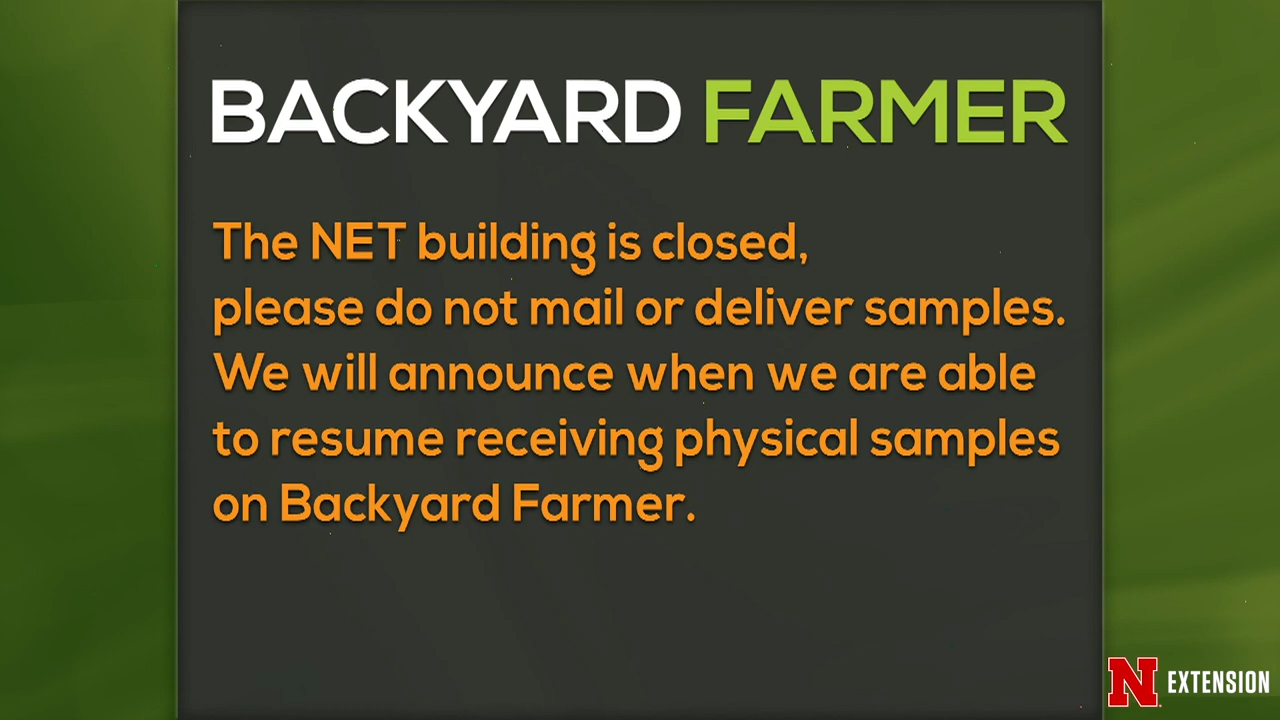 BACKYARD FARMER
The NET building is closed,
please do not mail or deliver samples.
We will announce when we are able
to resume receiving physical samples
on Backyard Farmer.
N EXTENSION